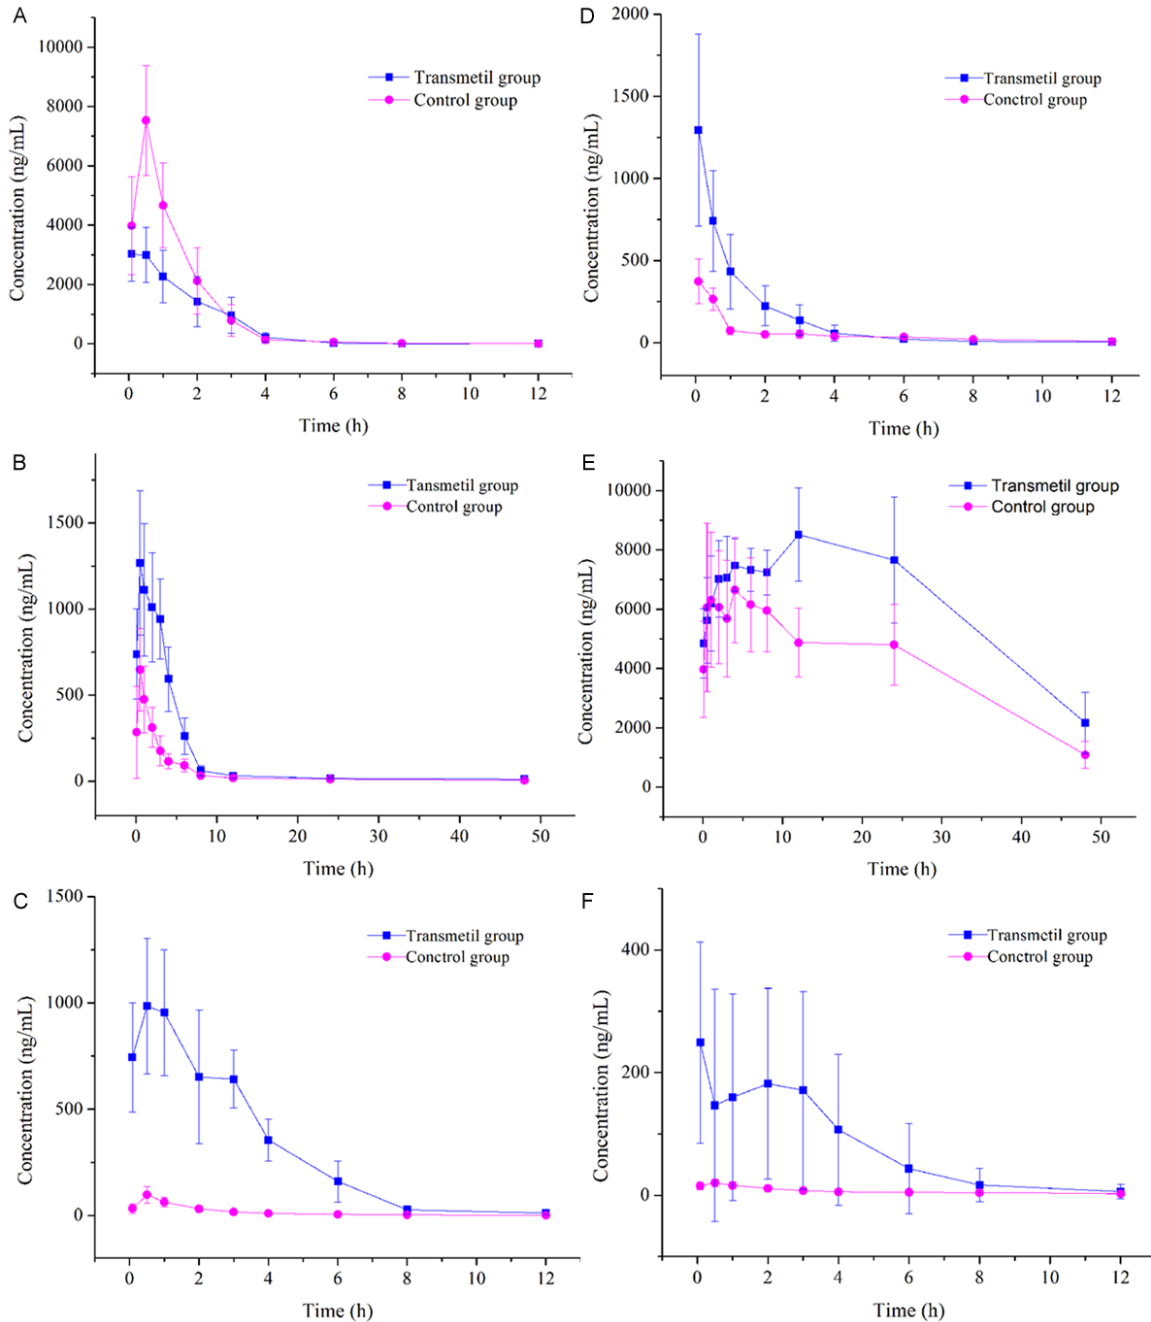 A
Concentration (ng/mL)
10000
8000
6000
4000
2000
0
Transmetil group
Control group
0 2 4 6 8 10 12
Time (h)
D
Concentration (ng/mL)
2000
1500
1000
500
0
Transmetil group
Conctrol group
0 2 4 6 8 10 12
Time (h)
B
Concentration (ng/mL)
1500
1000
500
0
Tansmetil group
Control group
0 10 20 30 40 50
Time (h)
E
Concentration (ng/mL)
10000
8000
6000
4000
2000
0
Transmetil group
Control group
0 10 20 30 40 50
Time (h)
C
Concentration (ng/mL)
1500
1000
500
0
Transmetil group
Conctrol group
0 2 4 6 8 10 12
Time (h)
F
Concentration (ng/mL)
400
200
0
Transmetil group
Conctrol group
0 2 4 6 8 10 12
Time (h)